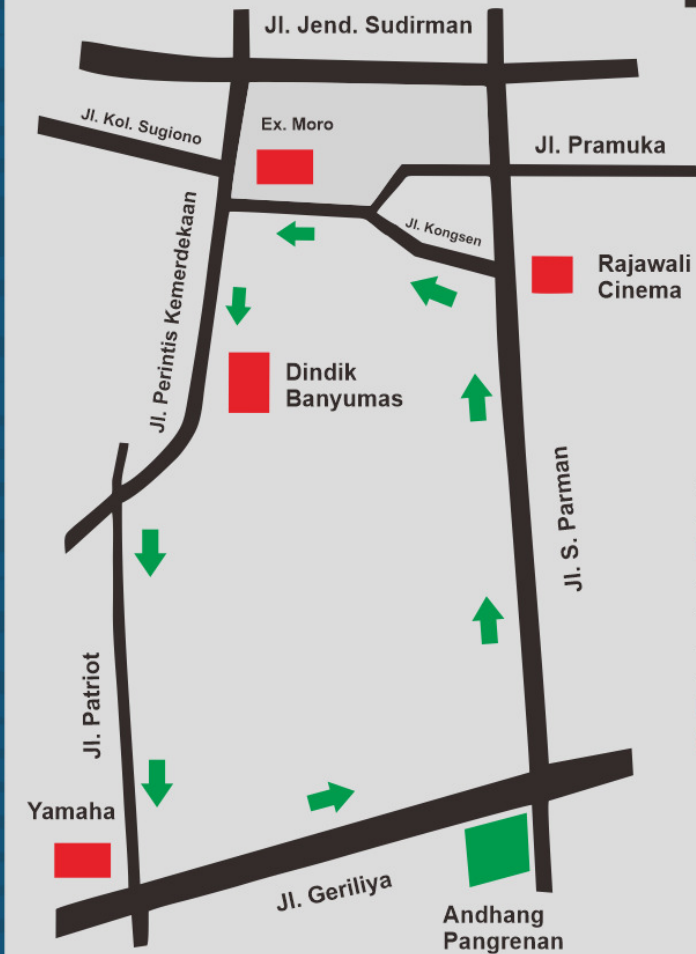 Jl. Jend. Sudirman
Jl. Kol. Sugiono
Ex. Moro
Jl. Pramuka
Jl. Kongsen
Jl. Perintis Kemerdekaan
Rajawali
Cinema
Dindik
Banyumas
Jl. S. Parman
Jl. Patriot
Yamaha
Jl. Geriliya
Andhang
Pangrenan